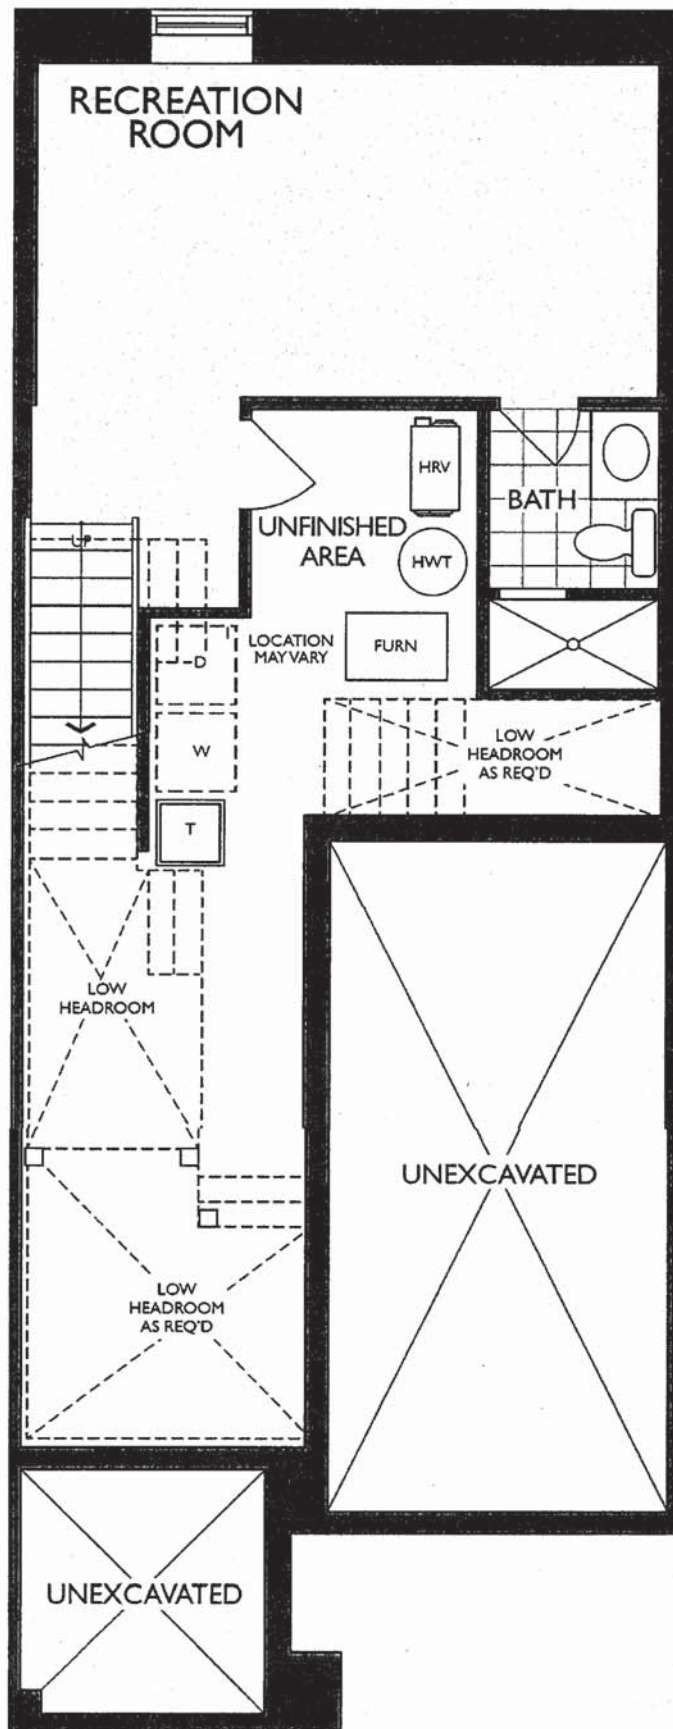 RECREATION
ROOM
HRV
BATH
UNFINISHED
AREA
UP
HWT
LOCATION
MAY VARY
FURN
D
W
LOW
HEADROOM
AS REQ'D
T
LOW
HEADROOM
UNEXCAVATED
LOW
HEADROOM
AS REQ'D
UNEXCAVATED